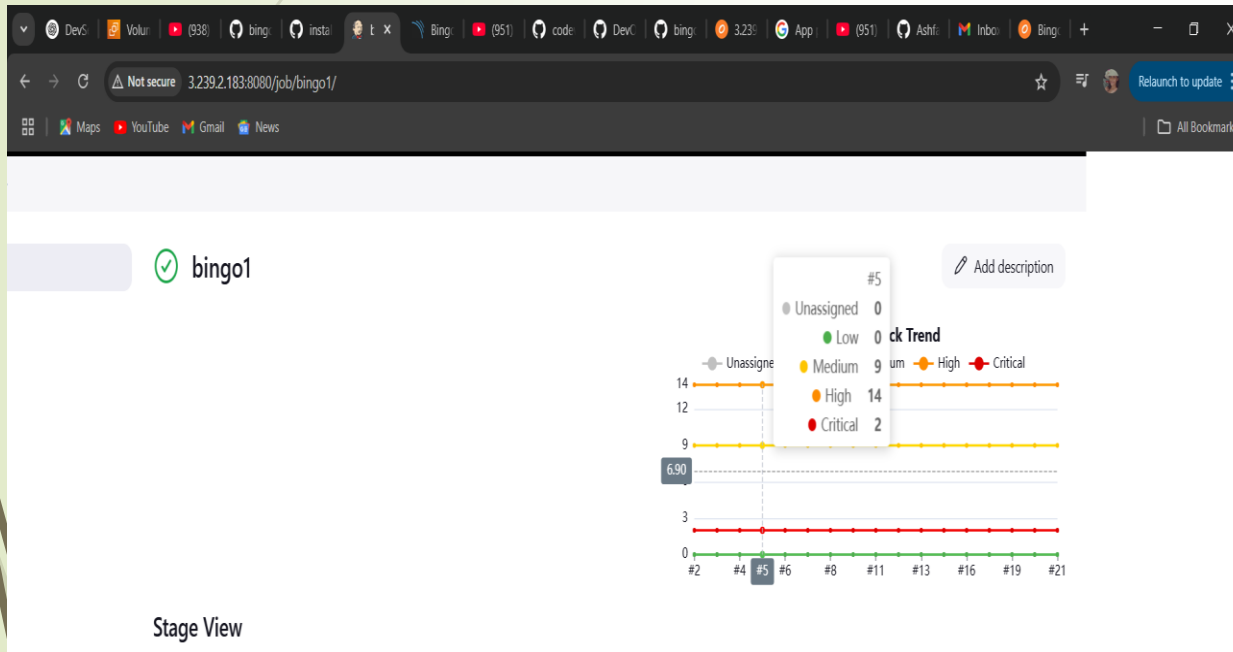 DevS Volun (938) bing instal t Bing (951) code DevC bing 3.239 App (951) Ashfa Inbo Bing
Not secure 3.239.2.183:8080/job/bingo1/ Relaunch to update
Maps YouTube Gmail News All Bookmark
bingo1 Add description
#5
Unassigned 0
Low 0 ck Trend
Unassigne Medium 9 um High Critical
14 High 14
12 Critical 2
9
6.90
3
0
#2 #4 #5 #6 #8 #11 #13 #16 #19 #21
Stage View